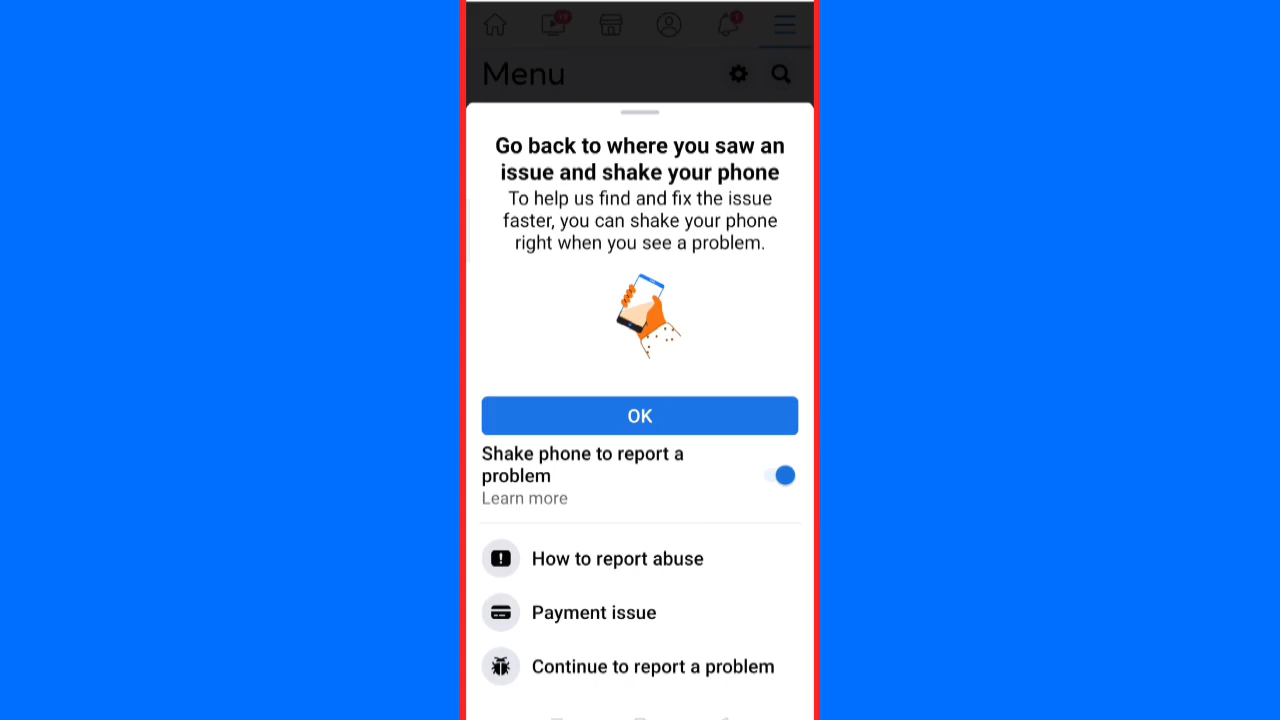 Menu
Go back to where you saw an
issue and shake your phone
To help us find and fix the issue
faster, you can shake your phone
right when you see a problem.
OK
Shake phone to report a
problem
Learn more
How to report abuse
Payment issue
Continue to report a problem